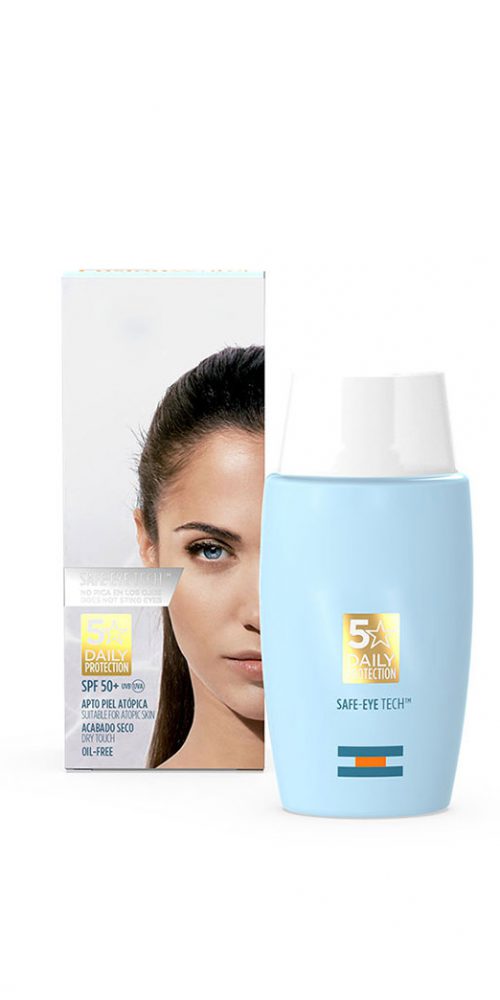 SAFE-EYE TECH™
NO PICA EN LOS OJOS
DOES NOT STING EYES
5
DAILY
PROTECTION
SPF 50+ UVB UVA
APTO PIEL ATÓPICA
SUITABLE FOR ATOPIC SKIN
ACABADO SECO
DRY TOUCH
OIL-FREE
5
DAILY
PROTECTION
SAFE-EYE TECH™